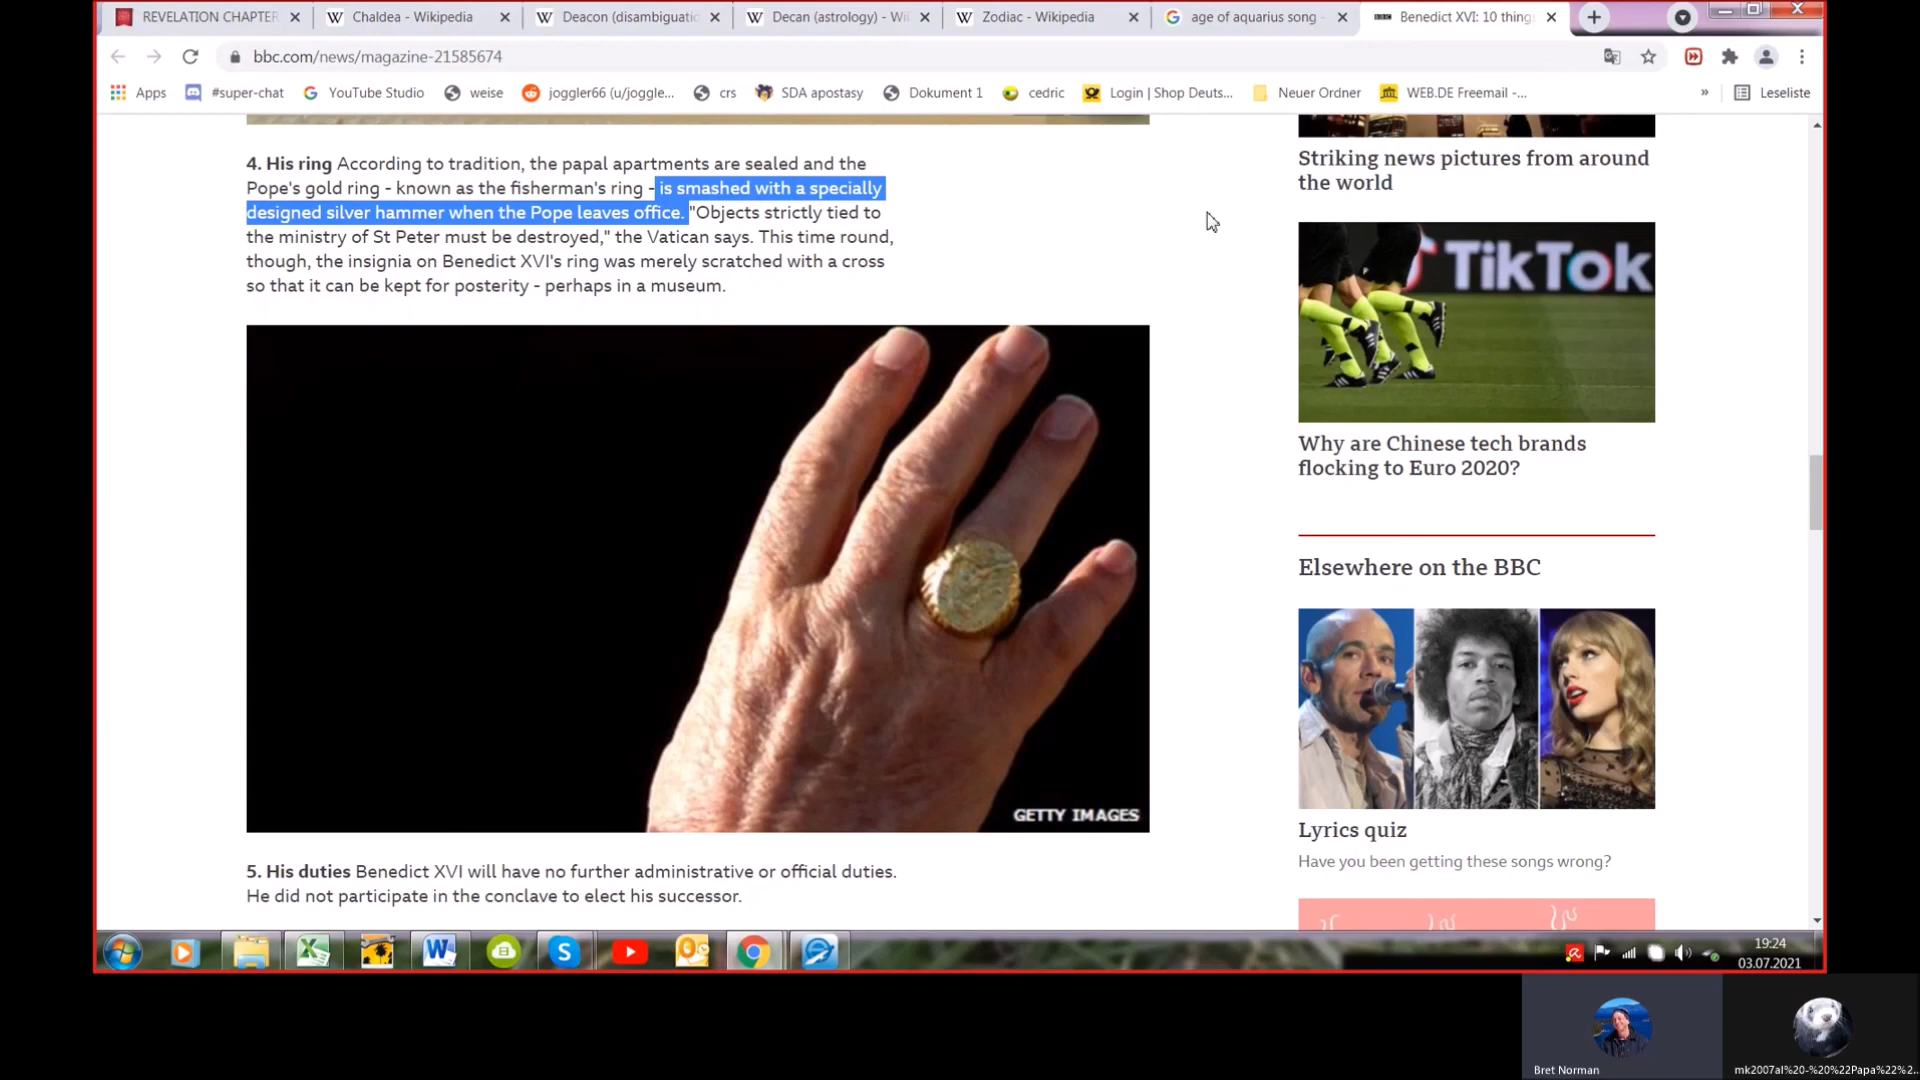 REVELATION CHAPTER
Chaldea - Wikipedia
Deacon (disambiguatic
Decan (astrology) - Wi
Zodiac - Wikipedia
age of aquarius song -
BBC
Benedict XVI: 10 thing
bbc.com/news/magazine-21585674
Apps
#super-chat
YouTube Studio
weise
joggler66 (u/joggle...
crs
SDA apostasy
Dokument 1
cedric
Login | Shop Deuts...
Neuer Ordner
WEB.DE Freemail -...
»
Leseliste
4. His ring According to tradition, the papal apartments are sealed and the
Pope's gold ring - known as the fisherman's ring - is smashed with a specially
designed silver hammer when the Pope leaves office. "Objects strictly tied to
the ministry of St Peter must be destroyed," the Vatican says. This time round,
though, the insignia on Benedict XVI's ring was merely scratched with a cross
so that it can be kept for posterity - perhaps in a museum.
GETTY IMAGES
5. His duties Benedict XVI will have no further administrative or official duties.
He did not participate in the conclave to elect his successor.
Striking news pictures from around
the world
TikTok
Why are Chinese tech brands
flocking to Euro 2020?
Elsewhere on the BBC
Lyrics quiz
Have you been getting these songs wrong?
19:24
03.07.2021
Bret Norman
mk2007al%20-%20%22Papa%22%2...